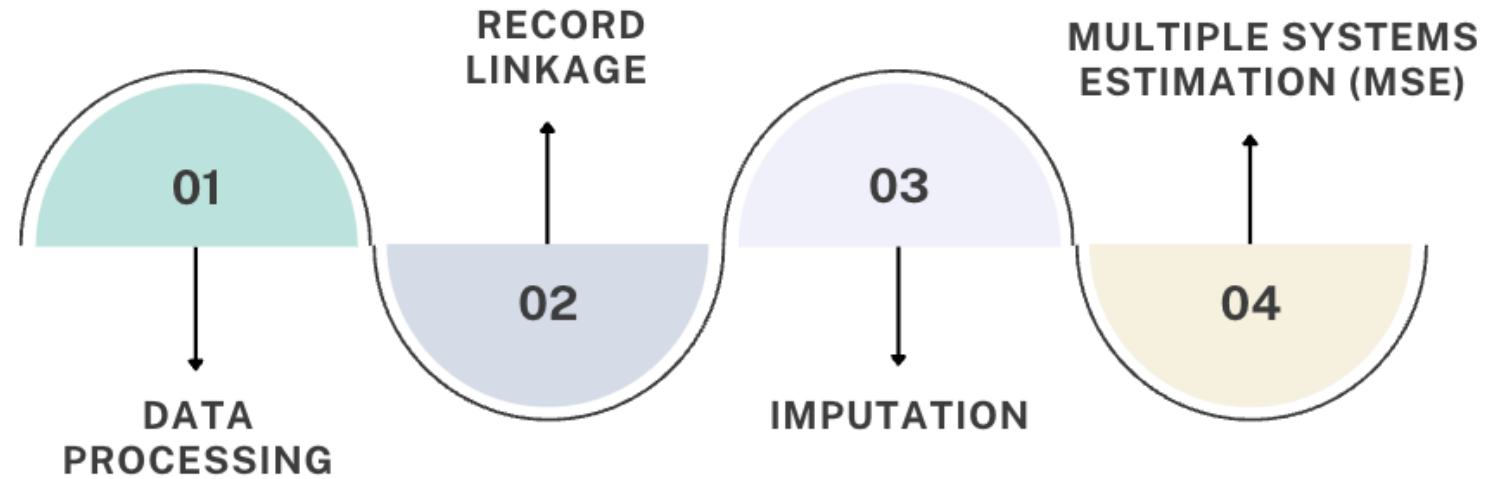 01
DATA
PROCESSING
RECORD
LINKAGE
02
03
IMPUTATION
MULTIPLE SYSTEMS
ESTIMATION (MSE)
04